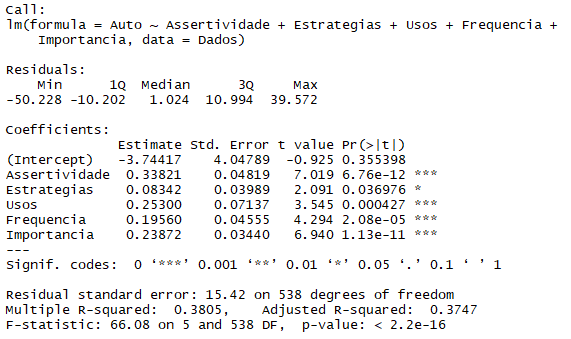 Call:
lm(formula = Auto ~ Assertividade + Estrategias + Usos + Frequencia +
    Importancia, data = Dados)

Residuals:
    Min      1Q  Median      3Q     Max
-50.228 -10.202   1.024  10.994  39.572

Coefficients:
              Estimate Std. Error t value Pr(>|t|)
(Intercept)   -3.74417    4.04789  -0.925 0.355398
Assertividade  0.33821    0.04819   7.019 6.76e-12 ***
Estrategias    0.08342    0.03989   2.091 0.036976 *
Usos           0.25300    0.07137   3.545 0.000427 ***
Frequencia     0.19560    0.04555   4.294 2.08e-05 ***
Importancia    0.23872    0.03440   6.940 1.13e-11 ***
---
Signif. codes:  0 ‘***’ 0.001 ‘**’ 0.01 ‘*’ 0.05 ‘.’ 0.1 ‘ ’ 1

Residual standard error: 15.42 on 538 degrees of freedom
Multiple R-squared:  0.3805,    Adjusted R-squared:  0.3747
F-statistic: 66.08 on 5 and 538 DF,  p-value: < 2.2e-16